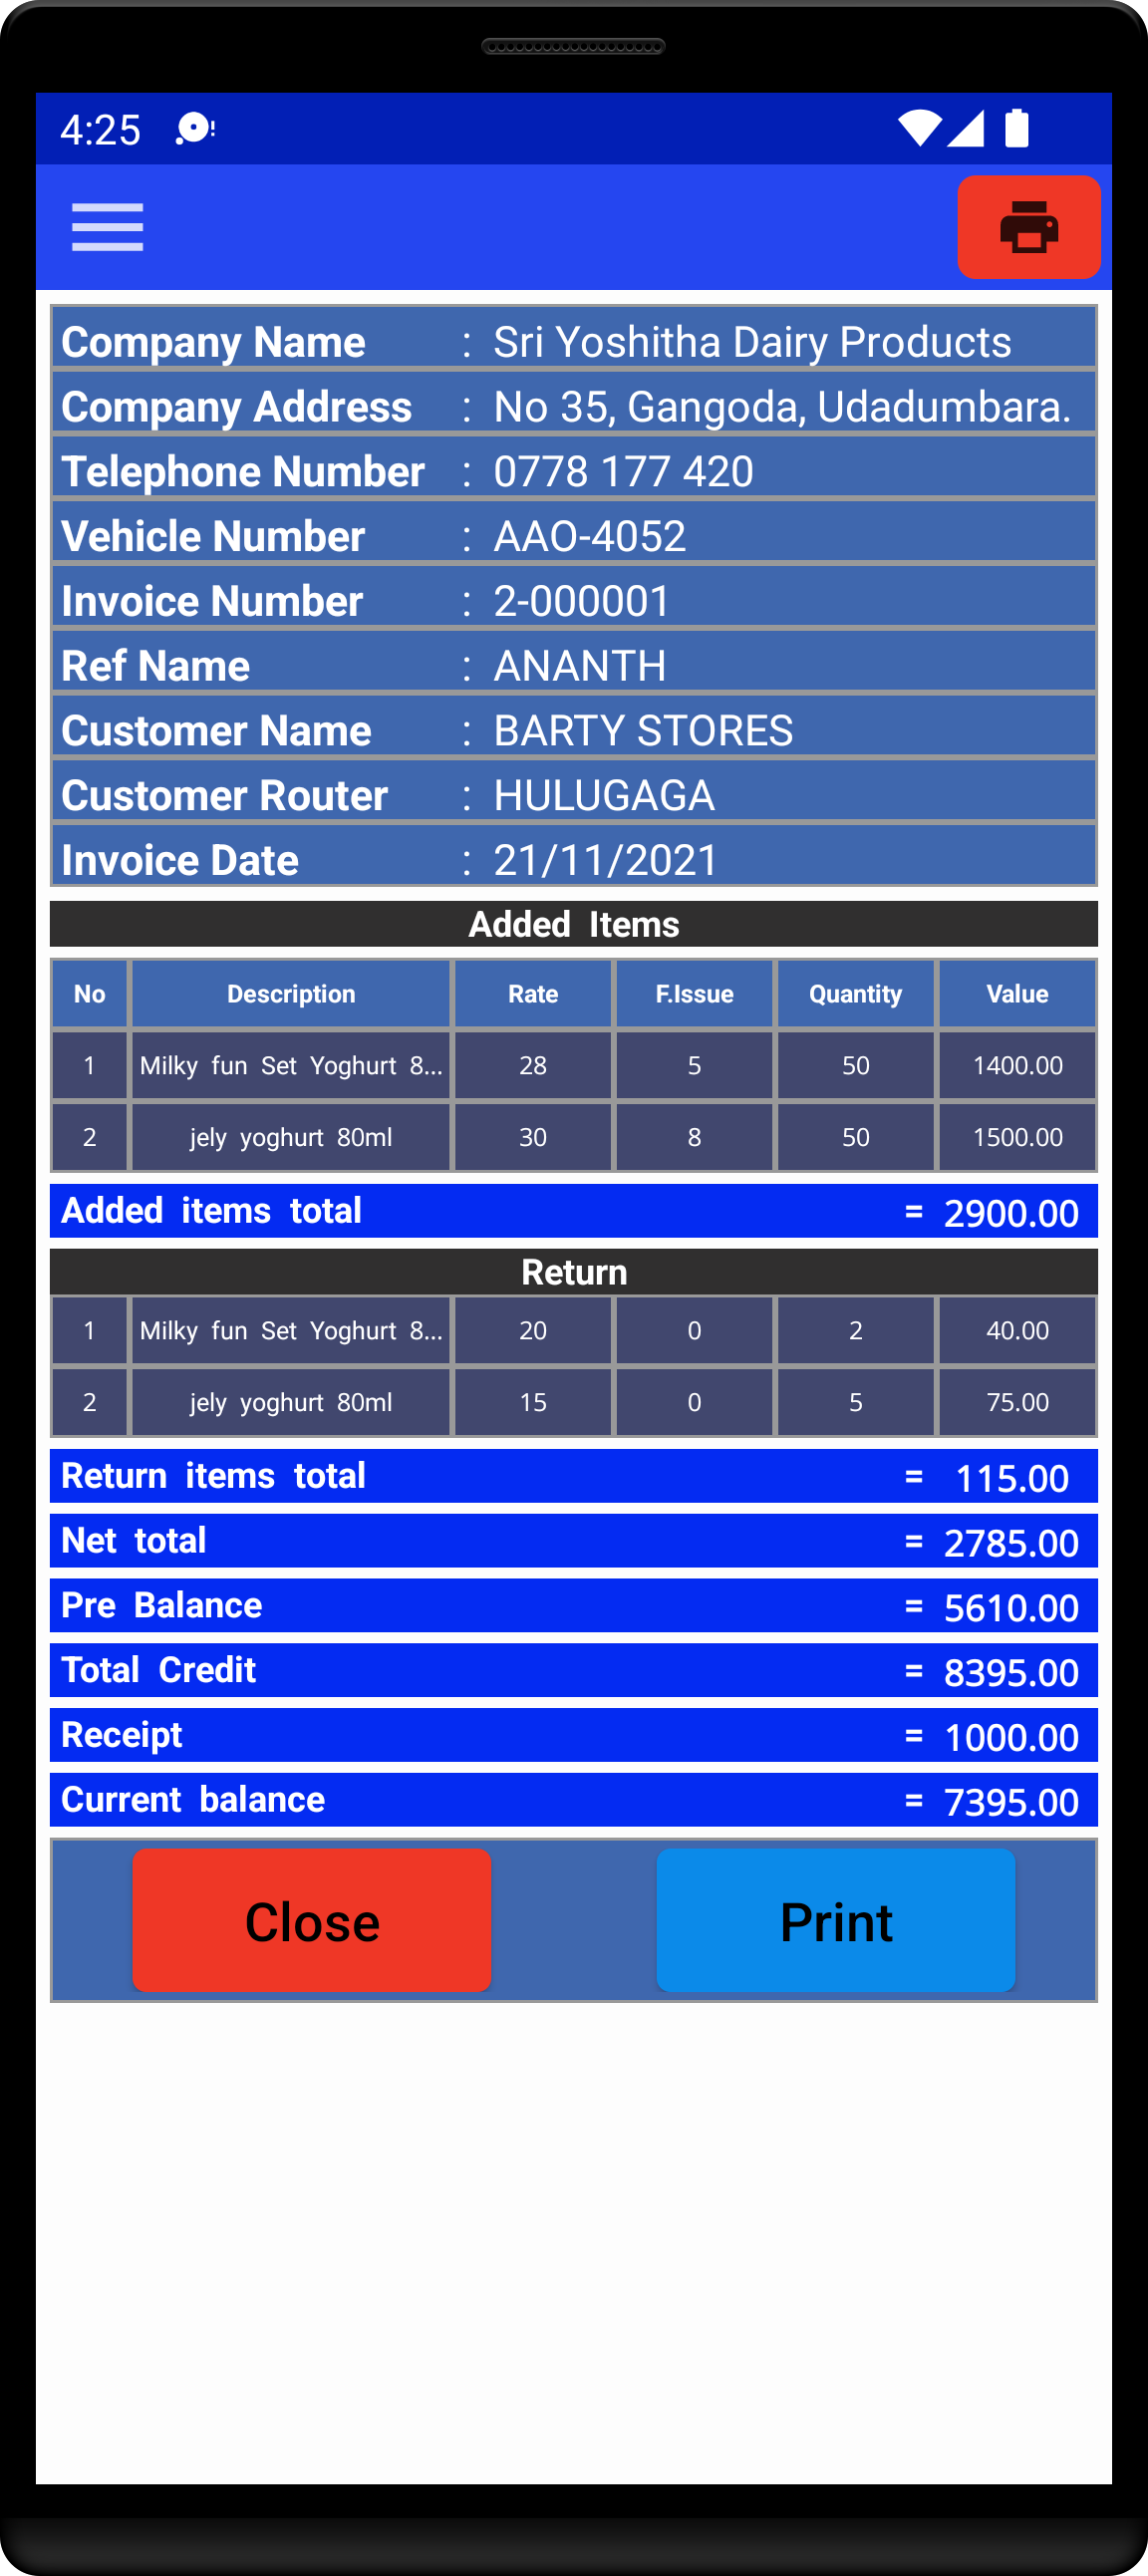 4:25
Company Name : Sri Yoshitha Dairy Products
Company Address : No 35, Gangoda, Udadumbara.
Telephone Number : 0778 177 420
Vehicle Number : AAO-4052
Invoice Number : 2-000001
Ref Name : ANANTH
Customer Name : BARTY STORES
Customer Router : HULUGAGA
Invoice Date : 21/11/2021
Added Items
No Description Rate F.Issue Quantity Value
1 Milky fun Set Yoghurt 8... 28 5 50 1400.00
2 jely yoghurt 80ml 30 8 50 1500.00
Added items total = 2900.00
Return
1 Milky fun Set Yoghurt 8... 20 0 2 40.00
2 jely yoghurt 80ml 15 0 5 75.00
Return items total = 115.00
Net total = 2785.00
Pre Balance = 5610.00
Total Credit = 8395.00
Receipt = 1000.00
Current balance = 7395.00
Close Print